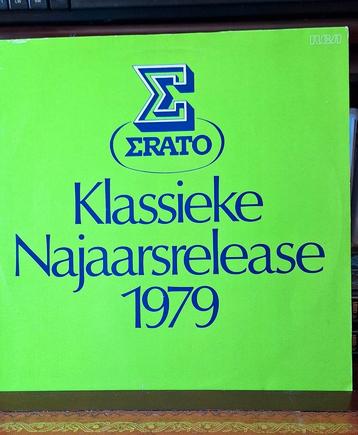 RCA
Σ
ΣRATO
Klassieke
Najaarsrelease
1979